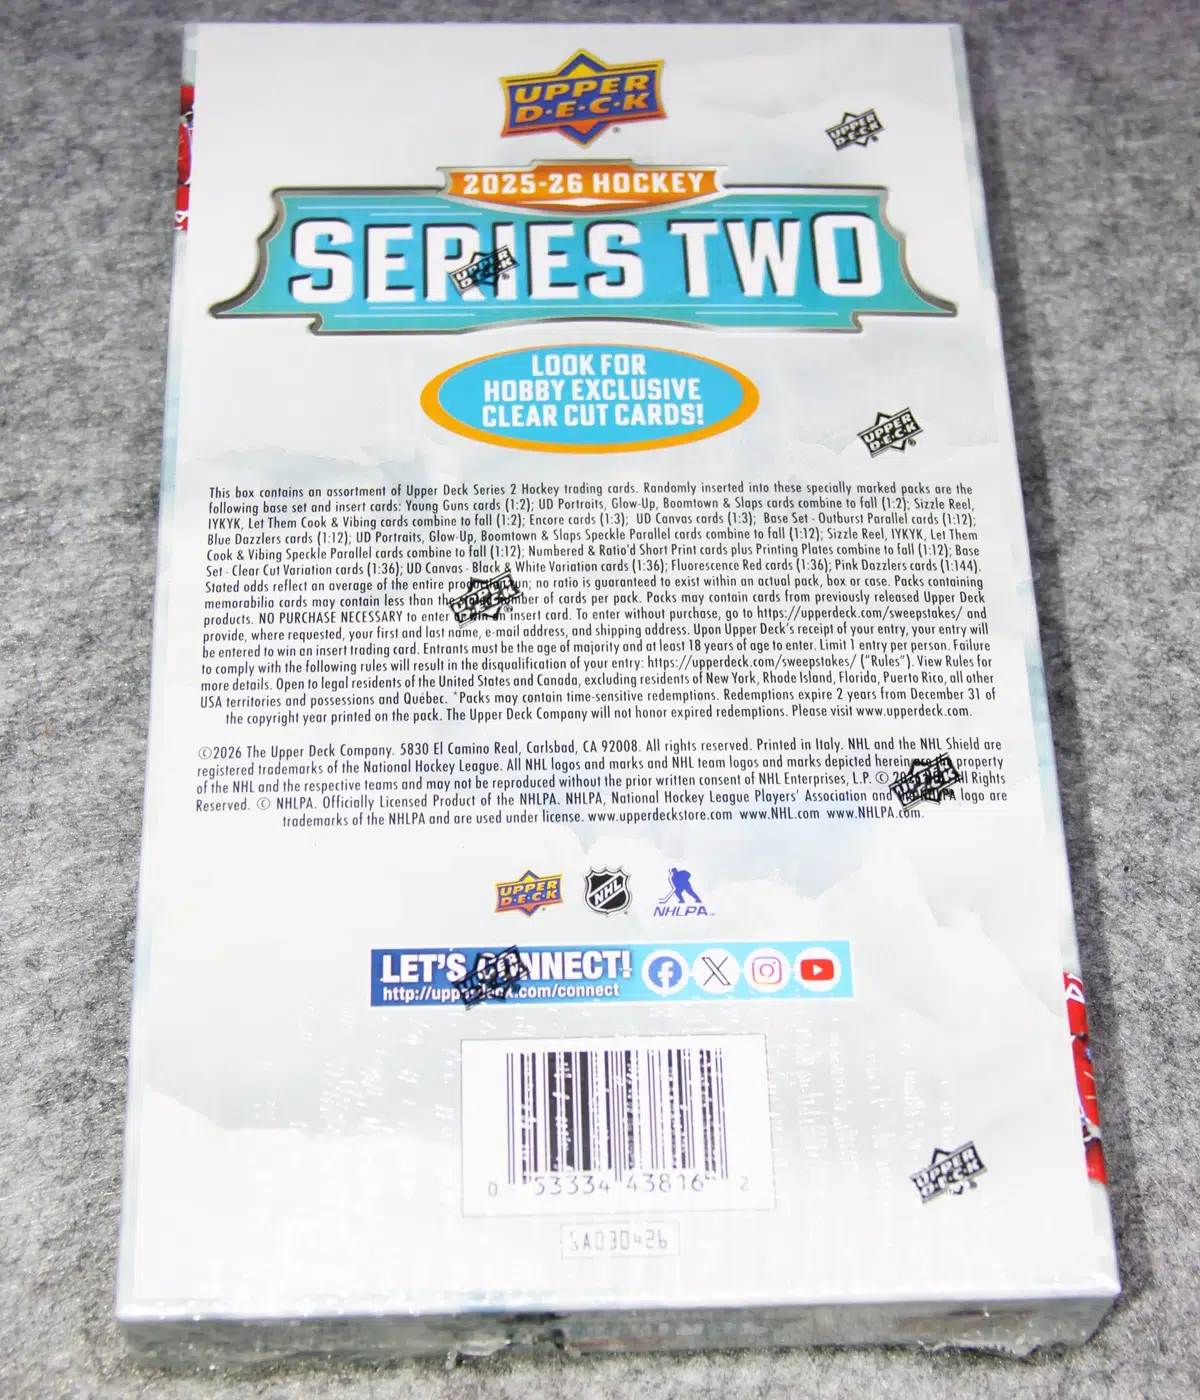 UPPER
D·E·C·K
UPPER
DECK
2025-26 HOCKEY
SERIES TWO
UPPER
DECK
LOOK FOR
HOBBY EXCLUSIVE
CLEAR CUT CARDS!
UPPER
DECK
This box contains an assortment of Upper Deck Series 2 Hockey trading cards. Randomly inserted into these specially marked packs are the
following base set and insert cards: Young Guns cards (1:2); UD Portraits, Glow-Up, Boomtown & Slaps cards combine to fall (1:2); Sizzle Reel,
IYKYK, Let Them Cook & Vibing cards combine to fall (1:2); Encore cards (1:3); UD Canvas cards (1:3); Base Set - Outburst Parallel cards (1:12);
Blue Dazzlers cards (1:12); UD Portraits, Glow-Up, Boomtown & Slaps Speckle Parallel cards combine to fall (1:12); Sizzle Reel, IYKYK, Let Them
Cook & Vibing Speckle Parallel cards combine to fall (1:12); Numbered & Ratio'd Short Print cards plus Printing Plates combine to fall (1:12); Base
Set - Clear Cut Variation cards (1:36); UD Canvas - Black & White Variation cards (1:36); Fluorescence Red cards (1:36); Pink Dazzlers cards (1:144).
Stated odds reflect an average of the entire production run; no ratio is guaranteed to exist within an actual pack, box or case. Packs containing
memorabilia cards may contain less than the stated number of cards per pack. Packs may contain cards from previously released Upper Deck
products. NO PURCHASE NECESSARY to enter or win an insert card. To enter without purchase, go to https://upperdeck.com/sweepstakes/ and
provide, where requested, your first and last name, e-mail address, and shipping address. Upon Upper Deck's receipt of your entry, your entry will
be entered to win an insert trading card. Entrants must be the age of majority and at least 18 years of age to enter. Limit 1 entry per person. Failure
to comply with the following rules will result in the disqualification of your entry: https://upperdeck.com/sweepstakes/ ("Rules"). View Rules for
more details. Open to legal residents of the United States and Canada, excluding residents of New York, Rhode Island, Florida, Puerto Rico, all other
USA territories and possessions and Québec. *Packs may contain time-sensitive redemptions. Redemptions expire 2 years from December 31 of
the copyright year printed on the pack. The Upper Deck Company will not honor expired redemptions. Please visit www.upperdeck.com.
UPPER
DECK
©2026 The Upper Deck Company. 5830 El Camino Real, Carlsbad, CA 92008. All rights reserved. Printed in Italy. NHL and the NHL Shield are
registered trademarks of the National Hockey League. All NHL logos and marks and NHL team logos and marks depicted herein are the property
of the NHL and the respective teams and may not be reproduced without the prior written consent of NHL Enterprises, L.P. © All Rights
Reserved. © NHLPA. Officially Licensed Product of the NHLPA. NHLPA, National Hockey League Players' Association and the NHLPA logo are
trademarks of the NHLPA and are used under license. www.upperdeckstore.com www.NHL.com www.NHLPA.com.
UPPER
DECK
UPPER
D·E·C·K
NHL
NHLPA™
LET'S CONNECT!
http://upperdeck.com/connect
UPPER
DECK
0 53334 43816 2
UPPER
DECK
SA030426